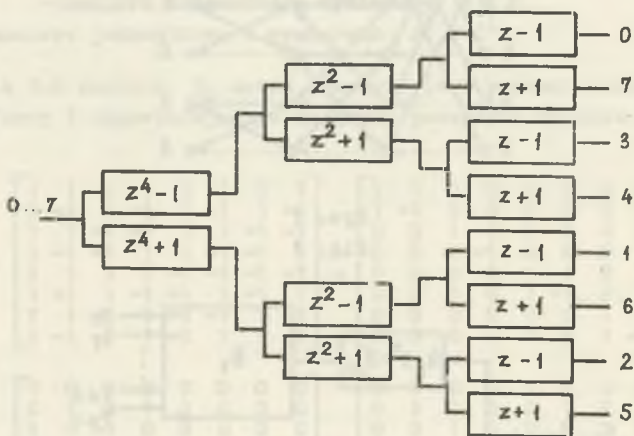 z – 1 0
z² – 1 z + 1 7
z² + 1 z – 1 3
z⁴ – 1 z + 1 4
0...7
z⁴ + 1 z – 1 1
z² – 1 z + 1 6
z² + 1 z – 1 2
z + 1 5